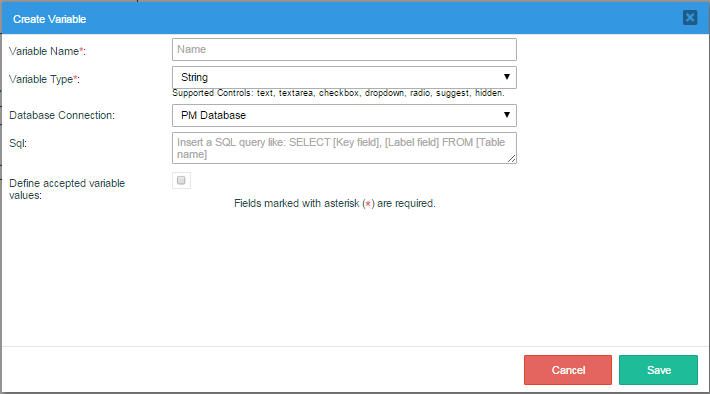 Create Variable
Variable Name*:
Name
Variable Type*:
String
Supported Controls: text, textarea, checkbox, dropdown, radio, suggest, hidden.
Database Connection:
PM Database
Sql:
Insert a SQL query like: SELECT [Key field], [Label field] FROM [Table
name]
Define accepted variable
values:
Fields marked with asterisk (*) are required.
Cancel
Save